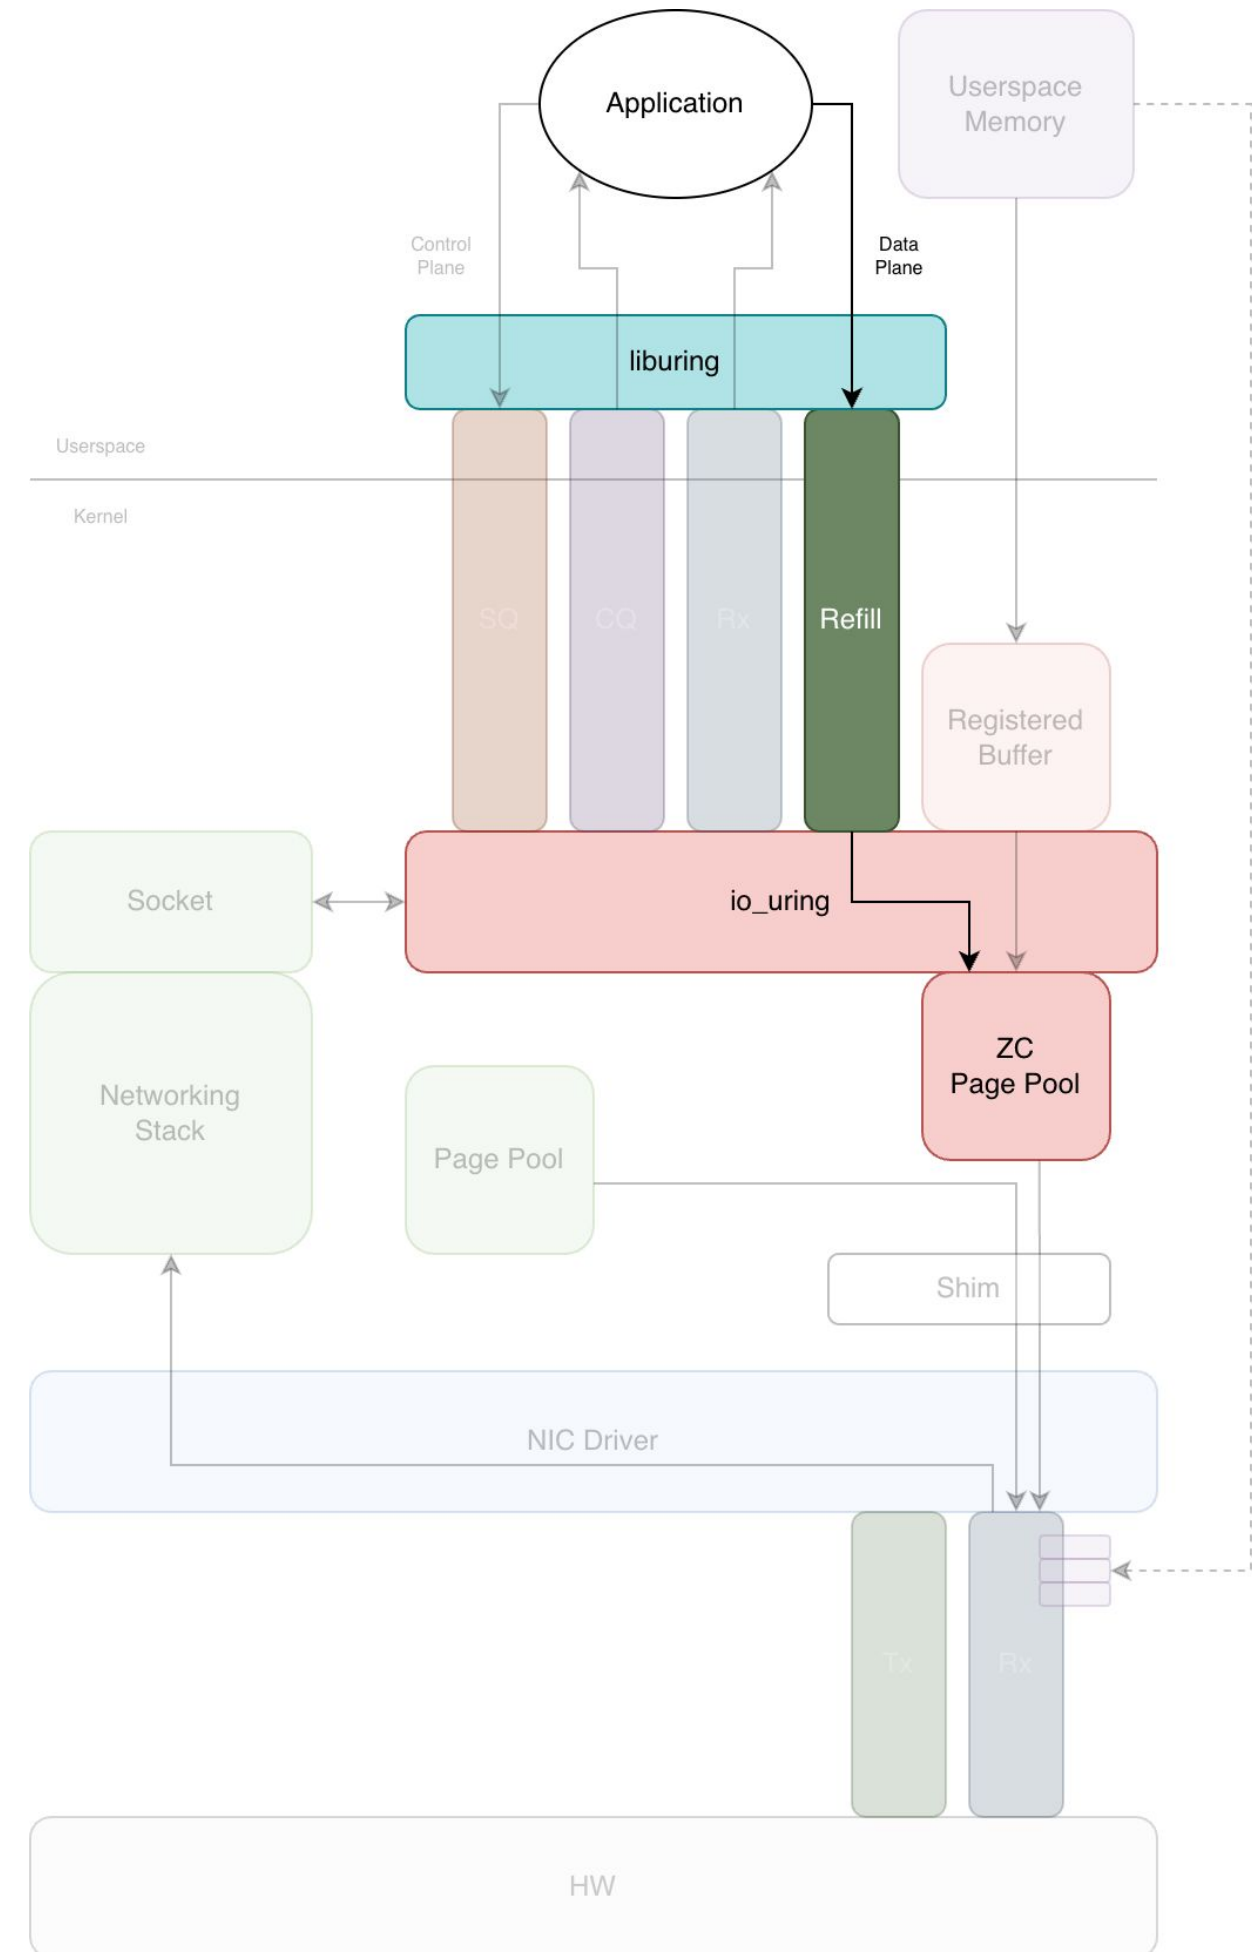 Application
Userspace
Memory
Control
Plane
Data
Plane
liburing
Userspace
Kernel
SQ
CQ
Rx
Refill
Registered
Buffer
Socket
io_uring
ZC
Page Pool
Networking
Stack
Page Pool
Shim
NIC Driver
Tx
Rx
HW